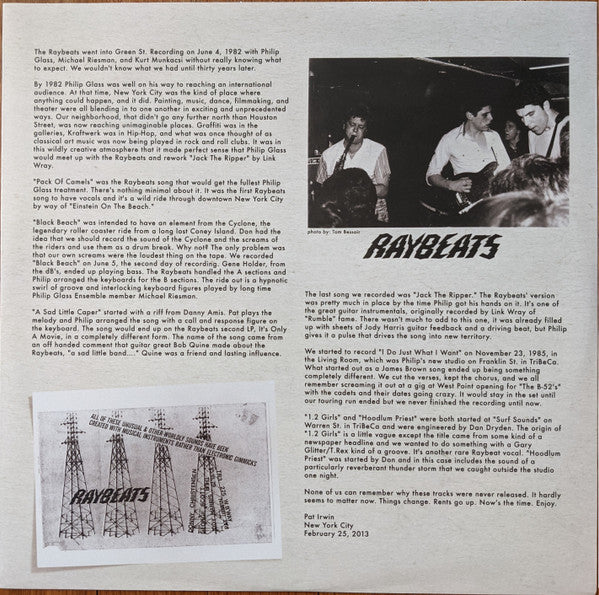 The Raybeats went into Green St. Recording on June 4, 1982 with Philip
Glass, Michael Riesman, and Kurt Munkacsi without really knowing what
to expect. We wouldn't know what we had until thirty years later.
By 1982 Philip Glass was well on his way to reaching an international
audience. At that time, New York City was the kind of place where
anything could happen, and it did. Painting, music, dance, filmmaking, and
theater were all blending in to one another in exciting and unprecedented
ways. Our neighborhood, that didn't go any further north than Houston
Street, was now reaching unimaginable places. Graffiti was in the
galleries, Kraftwerk was in Hip-Hop, and what was once thought of as
classical art music was now being played in rock and roll clubs. It was in
this wildly creative atmosphere that it made perfect sense that Philip Glass
would meet up with the Raybeats and rework "Jack The Ripper" by Link
Wray.
"Pack Of Camels" was the Raybeats song that would get the fullest Philip
Glass treatment. There's nothing minimal about it. It was the first Raybeats
song to have vocals and it's a wild ride through downtown New York City
by way of "Einstein On The Beach."
"Black Beach" was intended to have an element from the Cyclone, the
legendary roller coaster ride from a long lost Coney Island. Don had the
idea that we should record the sound of the Cyclone and the screams of
the riders and use them as a drum break. Why not? The only problem was
that our own screams were the loudest thing on the tape. We recorded
"Black Beach" on June 5, the second day of recording. Gene Holder, from
the dB's, ended up playing bass. The Raybeats handled the A sections and
Philip arranged the keyboards for the B sections. The ride out is a hypnotic
swirl of groove and interlocking keyboard figures played by long time
Philip Glass Ensemble member Michael Riesman.
"A Sad Little Caper" started with a riff from Danny Amis. Pat plays the
melody and Philip arranged the song with a call and response figure on
the keyboard. The song would end up on the Raybeats second LP, It's Only
A Movie, in a completely different form. The name of the song came from
an off handed comment that guitar great Bob Quine made about the
Raybeats, "a sad little band...." Quine was a friend and lasting influence.
ALL OF THESE UNUSUAL & OTHER WORLDLY SOUNDS HAVE BEEN
CREATED WITH MUSICAL INSTRUMENTS RATHER THAN ELECTRONIC GIMMICKS
RAYBEATS
photo by: Tom Bessoir
RAYBEATS
The last song we recorded was "Jack The Ripper." The Raybeats' version
was pretty much in place by the time Philip got his hands on it. It's one of
the great guitar instrumentals, originally recorded by Link Wray of
"Rumble" fame. There wasn't much to add to this one, it was already filled
up with sheets of Jody Harris guitar feedback and a driving beat, but Philip
gives it a pulse that drives the song into new territory.
We started to record "I Do Just What I Want" on November 23, 1985, in
the Living Room, which was Philip's new studio on Franklin St. in TriBeCa.
What started out as a James Brown song ended up being something
completely different. We cut the verses, kept the chorus, and we all
remember screaming it out at a gig at West Point opening for "The B-52's"
with the cadets and their dates going crazy. It would stay in the set until
our touring run ended but we never finished the recording until now.
"1.2 Girls" and "Hoodlum Priest" were both started at "Surf Sounds" on
Warren St. in TriBeCa and were engineered by Don Dryden. The origin of
"1.2 Girls" is a little vague except the title came from some kind of a
newspaper headline and we wanted to do something with a Gary
Glitter/T.Rex kind of a groove. It's another rare Raybeat vocal. "Hoodlum
Priest" was started by Don and in this case includes the sound of a
particularly reverberant thunder storm that we caught outside the studio
one night.
None of us can remember why these tracks were never released. It hardly
seems to matter now. Things change. Rents go up. Now's the time. Enjoy.
Pat Irwin
New York City
February 25, 2013